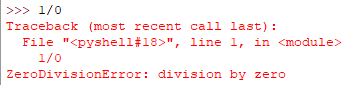 >>> 1/0
Traceback (most recent call last):
  File "<pyshell#18>", line 1, in <module>
    1/0
ZeroDivisionError: division by zero